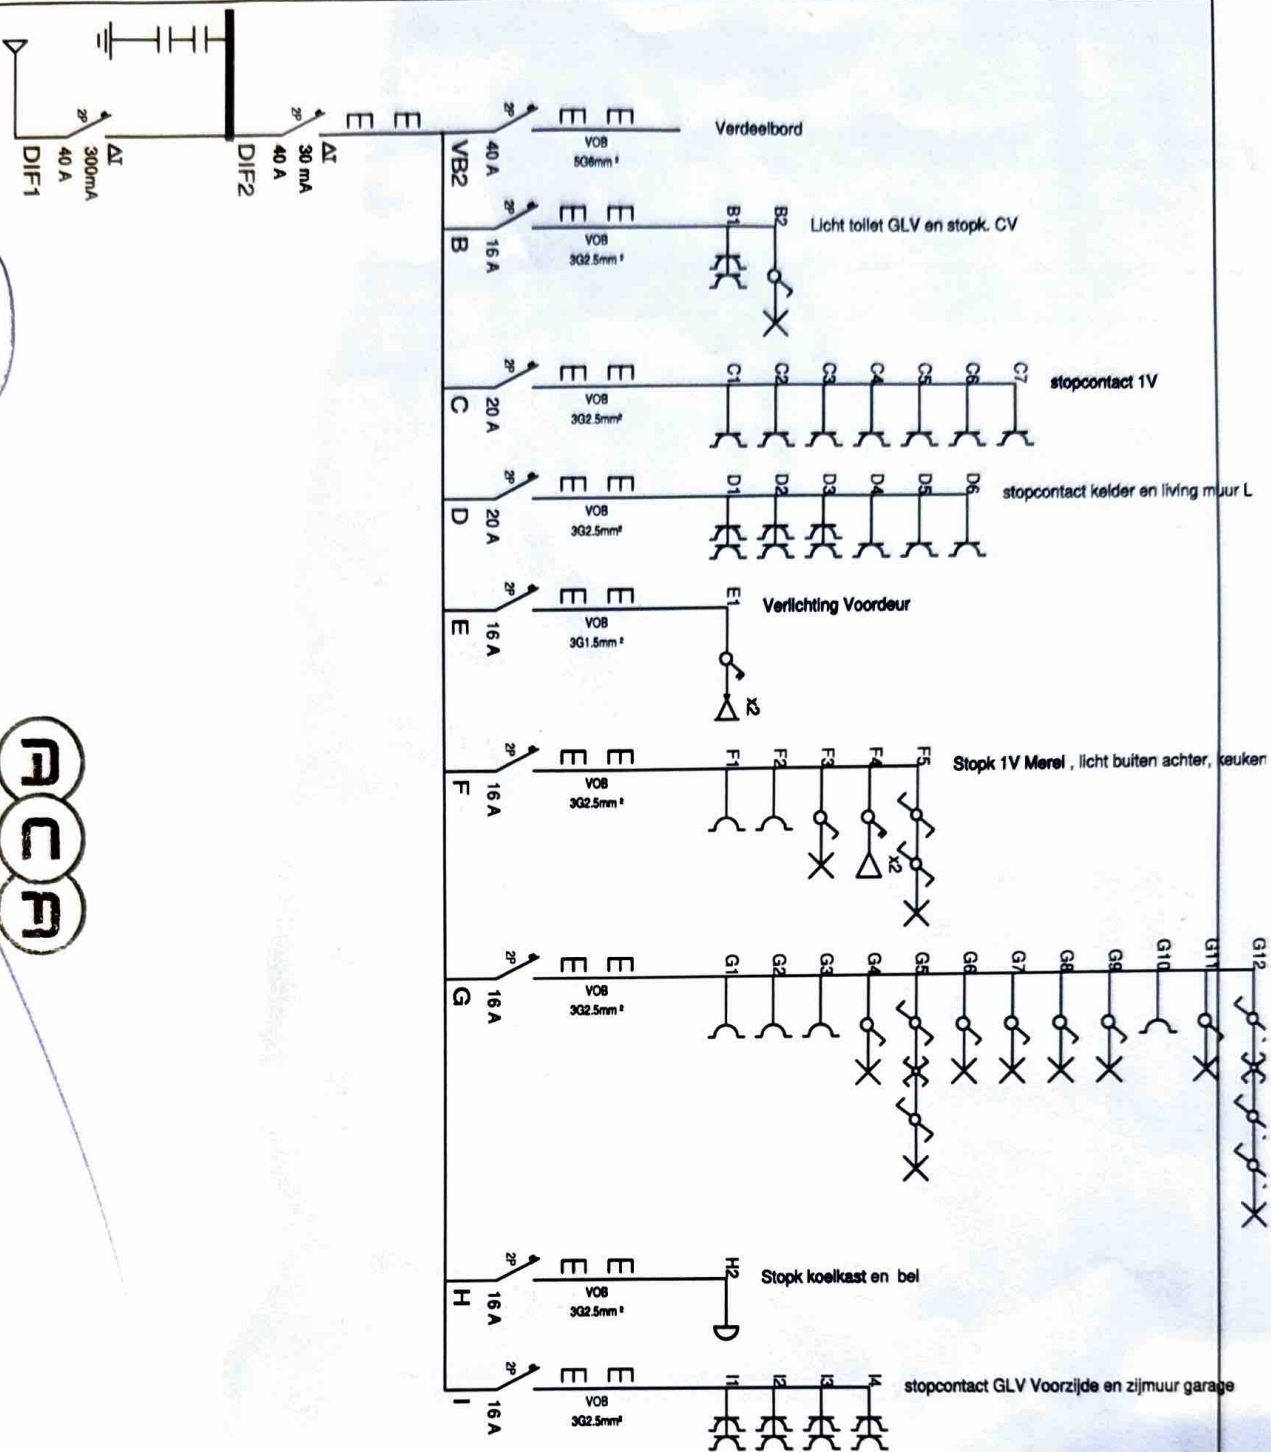 2P
300mA
ΔI
40 A
DIF1
2P
30 mA
ΔI
40 A
DIF2
2P
40 A
VB2
VOB
5G6mm²
Verdeelbord
2P
16 A
B
VOB
3G2.5mm²
B1
B2
Licht toilet GLV en stopk. CV
2P
20 A
C
VOB
3G2.5mm²
C1
C2
C3
C4
C5
C6
C7
stopcontact 1V
2P
20 A
D
VOB
3G2.5mm²
D1
D2
D3
D4
D5
D6
stopcontact kelder en living muur L
2P
16 A
E
VOB
3G1.5mm²
E1
Verlichting Voordeur
x2
2P
16 A
F
VOB
3G2.5mm²
F1
F2
F3
F4
F5
Stopk 1V Merel , licht buiten achter, keuken
x2
2P
16 A
G
VOB
3G2.5mm²
G1
G2
G3
G4
G5
G6
G7
G8
G9
G10
G11
G12
2P
16 A
H
VOB
3G2.5mm²
H2
Stopk koelkast en bel
2P
16 A
I
VOB
3G2.5mm²
I1
I2
I3
I4
stopcontact GLV Voorzijde en zijmuur garage
ACA